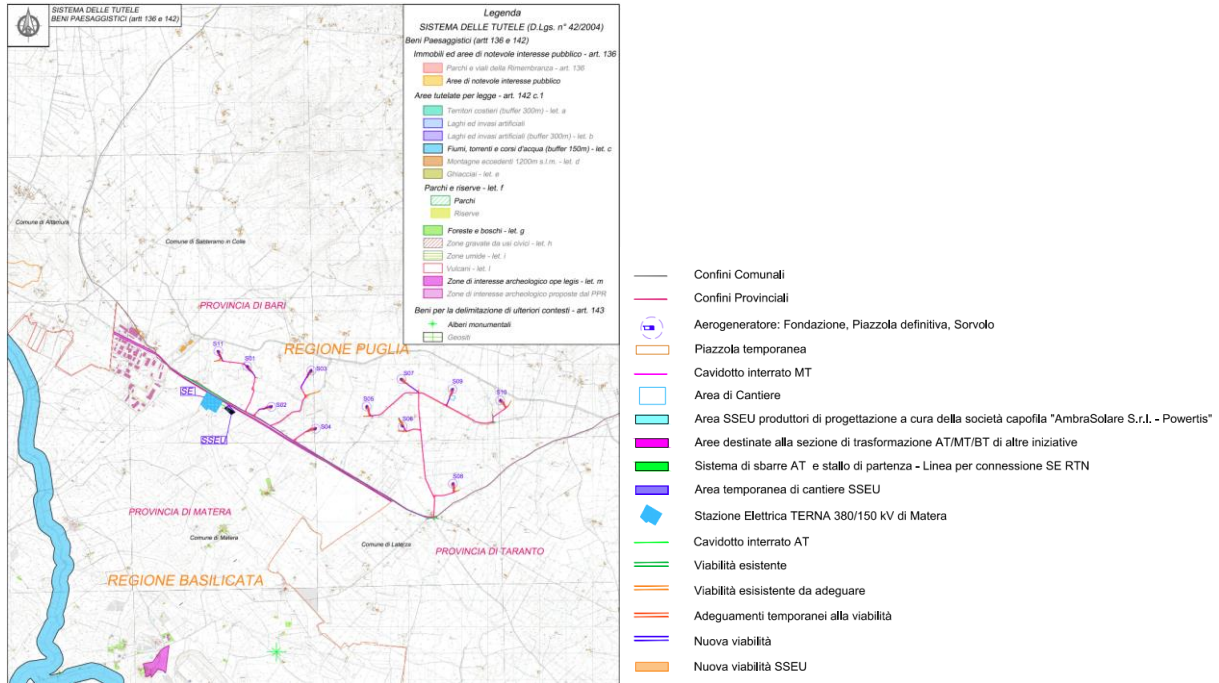 SISTEMA DELLE TUTELE
BENI PAESAGGISTICI (artt 136 e 142)
Legenda
SISTEMA DELLE TUTELE (D.Lgs. n° 42/2004)
Beni Paesaggistici (artt 136 e 142)
Immobili ed aree di notevole interesse pubblico - art. 136
Parchi e viali della Rimembranza - art. 136
Aree di notevole interesse pubblico
Aree tutelate per legge - art. 142 c.1
Territori costieri (buffer 300m) - let. a
Laghi ed invasi artificiali
Laghi ed invasi artificiali (buffer 300m) - let. b
Fiumi, torrenti e corsi d'acqua (buffer 150m) - let. c
Montagne eccedenti 1200m s.l.m. - let. d
Ghiacciai - let. e
Parchi e riserve - let. f
Parchi
Riserve
Foreste e boschi - let. g
Zone gravate da usi civici - let. h
Zone umide - let. i
Vulcani - let. l
Zone di interesse archeologico ope legis - let. m
Zone di interesse archeologico proposte dal PPR
Beni per la delimitazione di ulteriori contesti - art. 143
Alberi monumentali
Geositi
Comune di Altamura
Comune di Santeramo in Colle
PROVINCIA DI BARI
REGIONE PUGLIA
S11
S01
S03
S07
S09
S10
S05
S06
S02
S04
S08
SE
SSEU
PROVINCIA DI MATERA
Comune di Matera
Comune di Laterza
PROVINCIA DI TARANTO
REGIONE BASILICATA
Confini Comunali
Confini Provinciali
Aerogeneratore: Fondazione, Piazzola definitiva, Sorvolo
Piazzola temporanea
Cavidotto interrato MT
Area di Cantiere
Area SSEU produttori di progettazione a cura della società capofila "AmbraSolare S.r.l. - Powertis"
Aree destinate alla sezione di trasformazione AT/MT/BT di altre iniziative
Sistema di sbarre AT e stallo di partenza - Linea per connessione SE RTN
Area temporanea di cantiere SSEU
Stazione Elettrica TERNA 380/150 kV di Matera
Cavidotto interrato AT
Viabilità esistente
Viabilità esisistente da adeguare
Adeguamenti temporanei alla viabilità
Nuova viabilità
Nuova viabilità SSEU